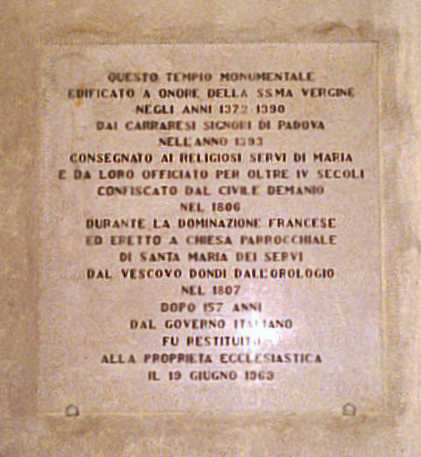 QUESTO TEMPIO MONUMENTALE
EDIFICATO A ONORE DELLA SS.MA VERGINE
NEGLI ANNI 1372-1390
DAI CARRARESI SIGNORI DI PADOVA
NELL'ANNO 1393
CONSEGNATO AI RELIGIOSI SERVI DI MARIA
E DA LORO OFFICIATO PER OLTRE IV SECOLI
CONFISCATO DAL CIVILE DEMANIO
NEL 1806
DURANTE LA DOMINAZIONE FRANCESE
ED ERETTO A CHIESA PARROCCHIALE
DI SANTA MARIA DEI SERVI
DAL VESCOVO DONDI DALL'OROLOGIO
NEL 1807
DOPO 157 ANNI
DAL GOVERNO ITALIANO
FU RESTITUITO
ALLA PROPRIETA ECCLESIASTICA
IL 19 GIUGNO 1963